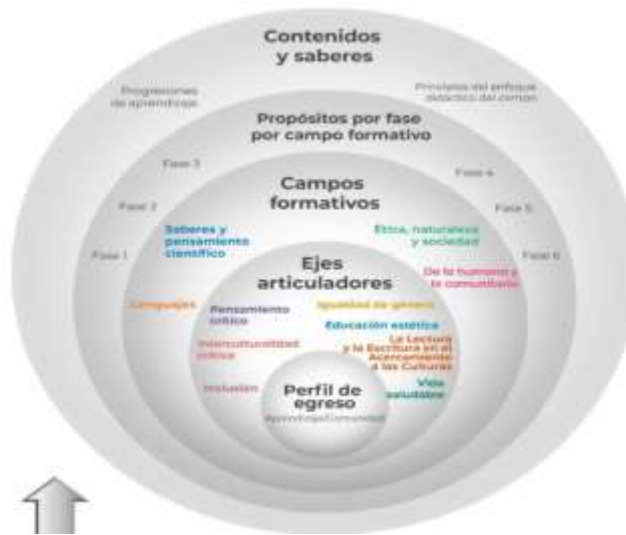 Contenidos
y saberes
Progresiones
de aprendizaje
Principios del enfoque
didáctico del campo
Propósitos por fase
por campo formativo
Fase 1
Fase 2
Fase 3
Fase 4
Fase 5
Fase 6
Campos
formativos
Saberes y
pensamiento
científico
Ética, naturaleza
y sociedad
Lenguajes
De lo humano y
lo comunitario
Ejes
articuladores
Pensamiento
crítico
Igualdad de género
Interculturalidad
crítica
Educación estética
La Lectura
y la Escritura en el
Acercamiento
a las Culturas
Inclusión
Vida
saludable
Perfil de
egreso
Aprendizaje/Comunidad